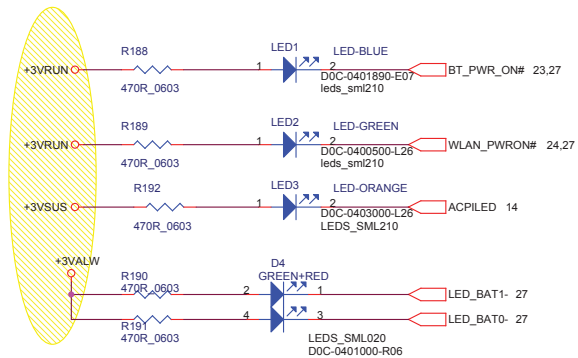 R188 LED1 LED-BLUE
+3VRUN 1 2 BT_PWR_ON# 23,27
470R_0603 D0C-0401890-E07
leds_sml210
R189 LED2 LED-GREEN
+3VRUN 1 2 WLAN_PWRON# 24,27
470R_0603 D0C-0400500-L26
leds_sml210
R192 LED3 LED-ORANGE
+3VSUS 1 2 ACPILED 14
470R_0603 D0C-0403000-L26
LEDS_SML210
+3VALW D4
R190 GREEN+RED
470R_0603 2 1 LED_BAT1- 27
R191 4 3 LED_BAT0- 27
470R_0603 LEDS_SML020
D0C-0401000-R06